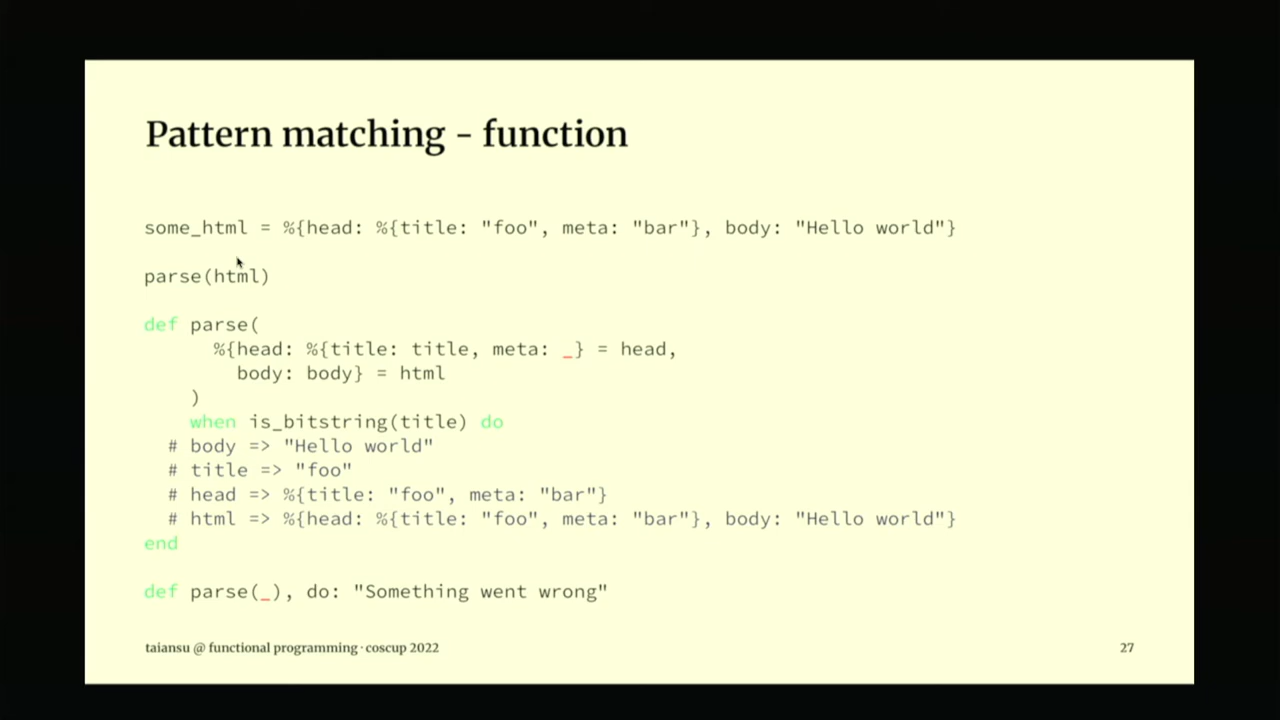 Pattern matching - function
some_html = %{head: %{title: "foo", meta: "bar"}, body: "Hello world"}
parse(html)
def parse(
%{head: %{title: title, meta: _} = head,
body: body} = html
)
when is_bitstring(title) do
# body => "Hello world"
# title => "foo"
# head => %{title: "foo", meta: "bar"}
# html => %{head: %{title: "foo", meta: "bar"}, body: "Hello world"}
end
def parse(_), do: "Something went wrong"
taiansu @ functional programming · coscup 2022
27